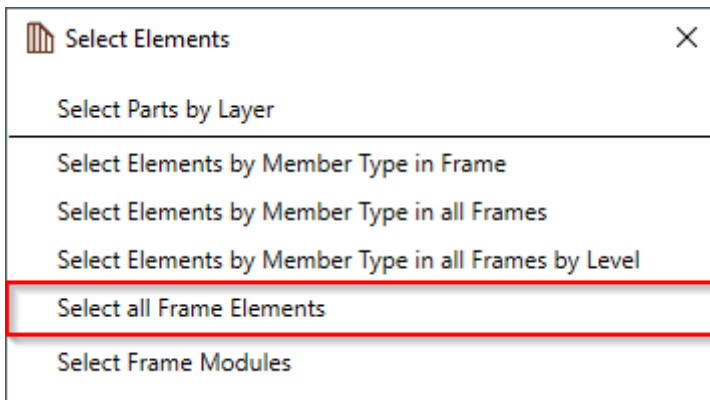 Select Elements
Select Parts by Layer
Select Elements by Member Type in Frame
Select Elements by Member Type in all Frames
Select Elements by Member Type in all Frames by Level
Select all Frame Elements
Select Frame Modules